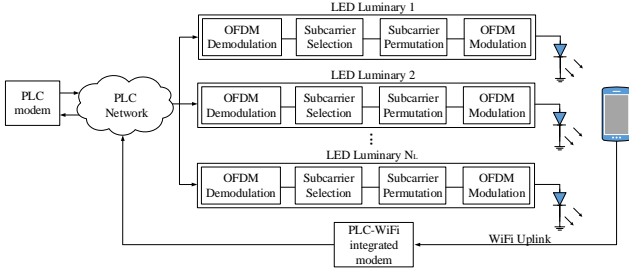 LED Luminary 1
OFDM Demodulation
Subcarrier Selection
Subcarrier Permutation
OFDM Modulation
PLC modem
PLC Network
LED Luminary 2
OFDM Demodulation
Subcarrier Selection
Subcarrier Permutation
OFDM Modulation
LED Luminary NL
OFDM Demodulation
Subcarrier Selection
Subcarrier Permutation
OFDM Modulation
PLC-WiFi
integrated
modem
WiFi Uplink